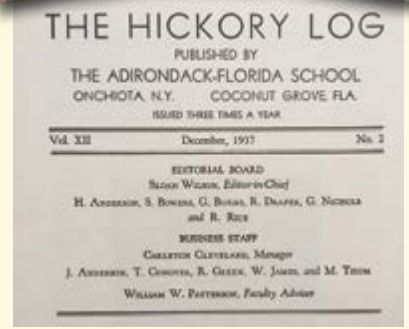 THE HICKORY LOG
PUBLISHED BY
THE ADIRONDACK-FLORIDA SCHOOL
ONCHIOTA, N.Y. COCONUT GROVE, FLA.
ISSUED THREE TIMES A YEAR
Vol. XII December, 1937 No. 2
EDITORIAL BOARD
Sloan Wilson, Editor-in-Chief
H. Anderson, S. Bowers, G. Burns, R. Draper, G. Nichols
and R. Rice
BUSINESS STAFF
Carleton Cleveland, Manager
J. Anderson, T. Conover, R. Green, W. James, and M. Thom
William W. Patterson, Faculty Adviser